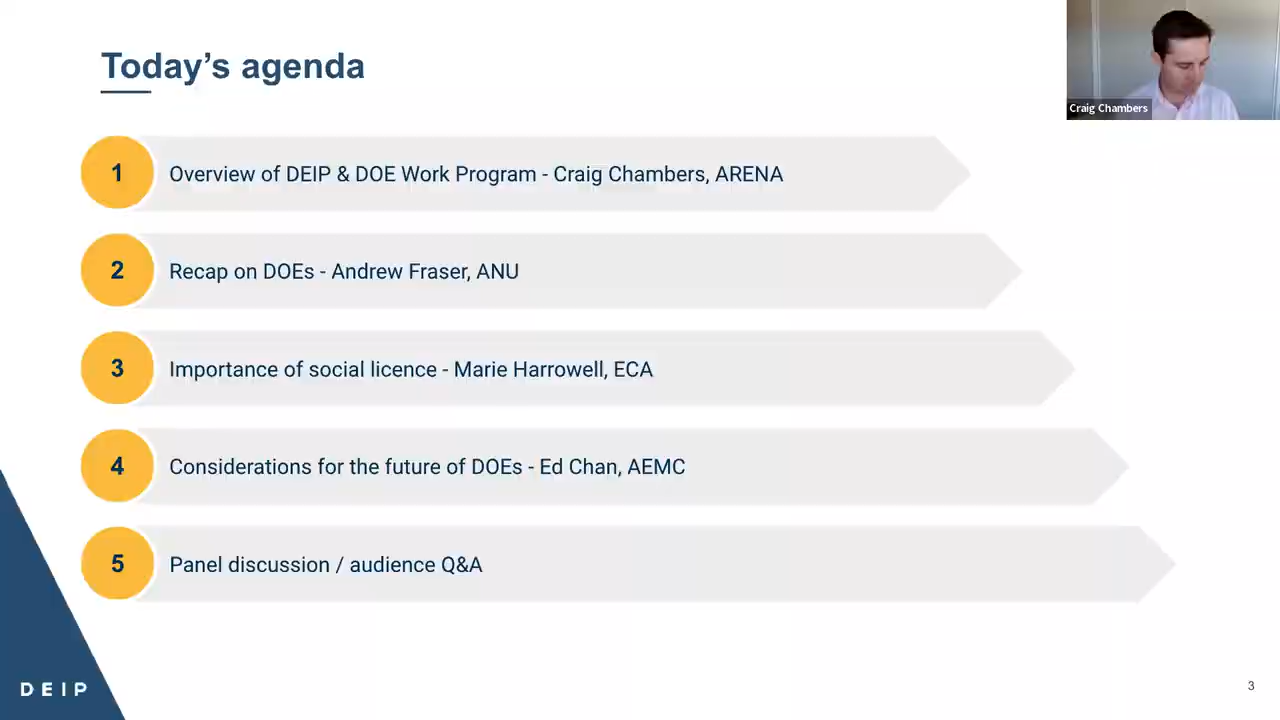 Today's agenda
Craig Chambers
1
Overview of DEIP & DOE Work Program - Craig Chambers, ARENA
2
Recap on DOEs - Andrew Fraser, ANU
3
Importance of social licence - Marie Harrowell, ECA
4
Considerations for the future of DOEs - Ed Chan, AEMC
5
Panel discussion / audience Q&A
DEIP
3